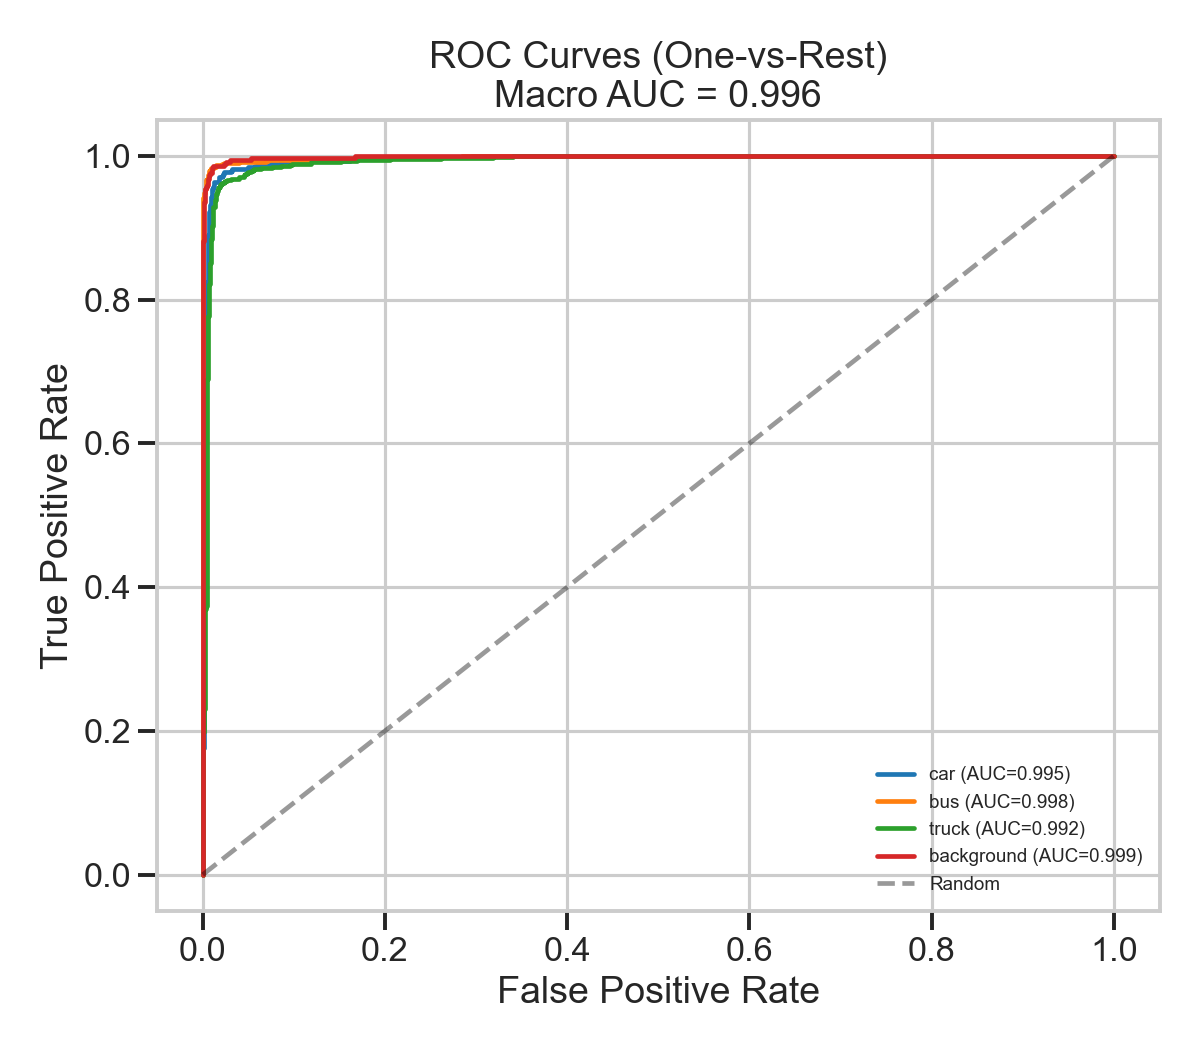 ROC Curves (One-vs-Rest)
Macro AUC = 0.996
True Positive Rate
1.0
0.8
0.6
0.4
0.2
0.0
0.0 0.2 0.4 0.6 0.8 1.0
False Positive Rate
car (AUC=0.995)
bus (AUC=0.998)
truck (AUC=0.992)
background (AUC=0.999)
Random